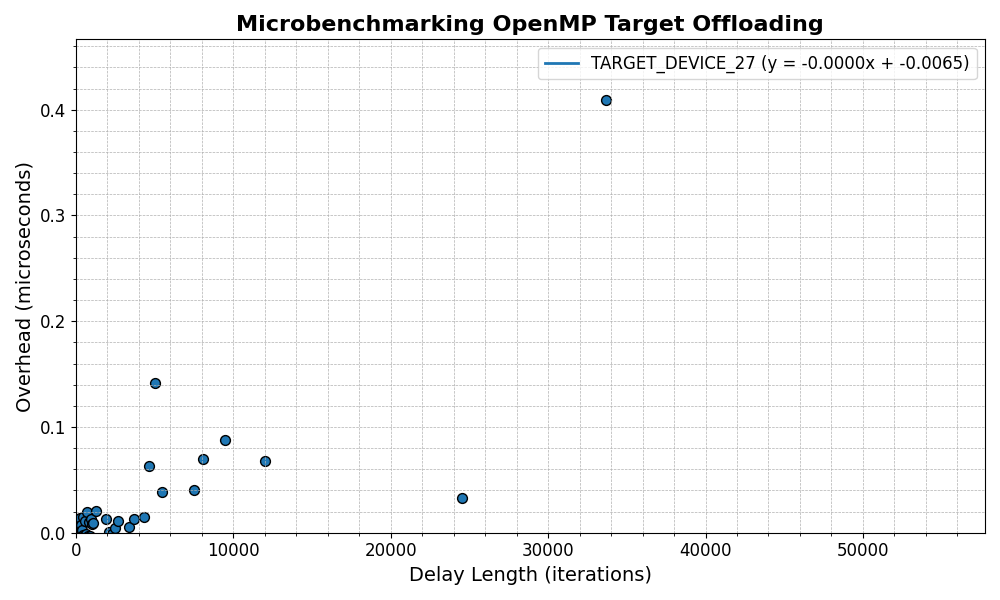 Microbenchmarking OpenMP Target Offloading
TARGET_DEVICE_27 (y = -0.0000x + -0.0065)
Overhead (microseconds)
0.4
0.3
0.2
0.1
0.0
0 10000 20000 30000 40000 50000
Delay Length (iterations)